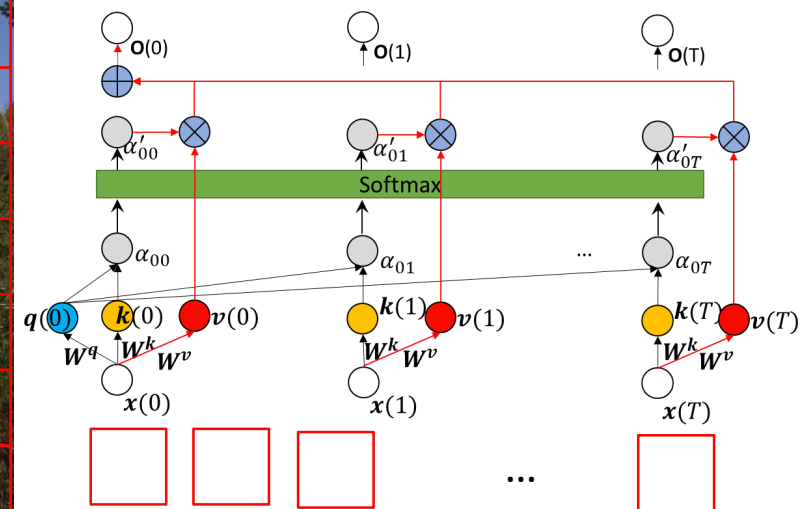 O(0) O(1) O(T)
α′₀₀ α′₀₁ α′₀T
Softmax
α₀₀ α₀₁ ... α₀T
q(0) k(0) v(0) k(1) v(1) k(T) v(T)
W^q W^k W^v W^k W^v W^k W^v
x(0) x(1) x(T)
...